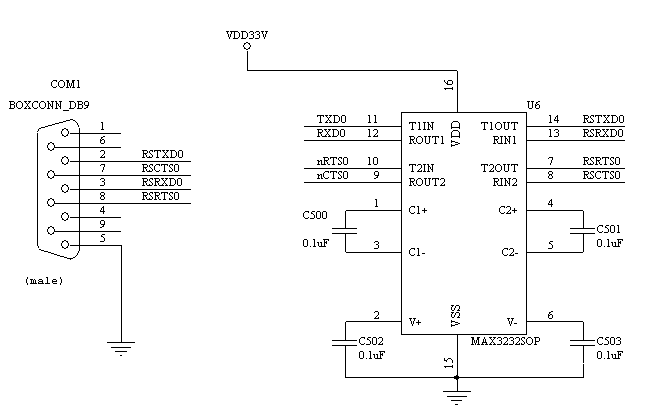 VDD33V
COM1
BOXCONN_DB9
1
6
2 RSTXD0
7 RSCTS0
3 RSRXD0
8 RSRTS0
4
9
5
(male)
16
U6
TXD0 11 T1IN VDD T1OUT 14 RSTXD0
RXD0 12 ROUT1 RIN1 13 RSRXD0
nRTS0 10 T2IN T2OUT 7 RSRTS0
nCTS0 9 ROUT2 RIN2 8 RSCTS0
1 C1+ C2+ 4
C500 C501
0.1uF 0.1uF
3 C1- C2- 5
2 V+ VSS V- 6
C502 MAX3232SOP C503
0.1uF 15 0.1uF